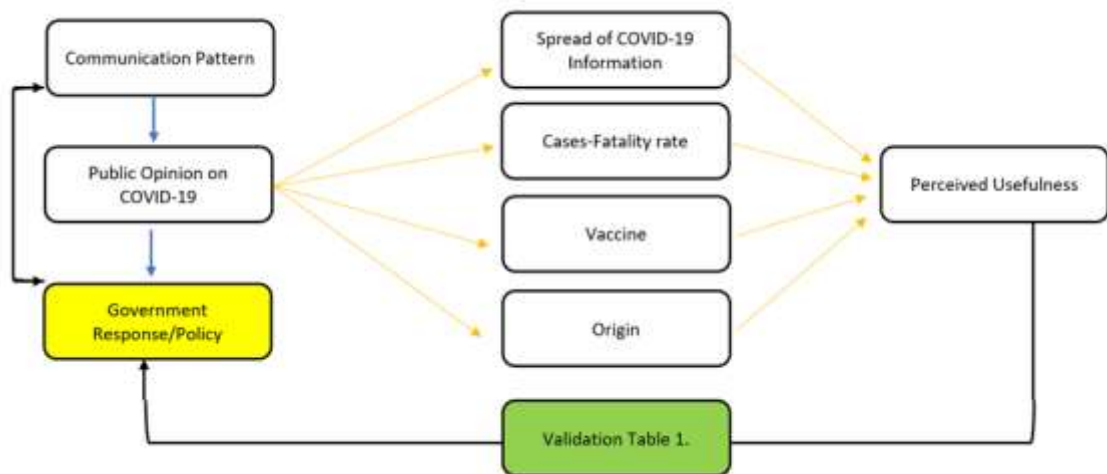 Communication Pattern
Public Opinion on
COVID-19
Government
Response/Policy
Spread of COVID-19
Information
Cases-Fatality rate
Vaccine
Origin
Validation Table 1.
Perceived Usefulness